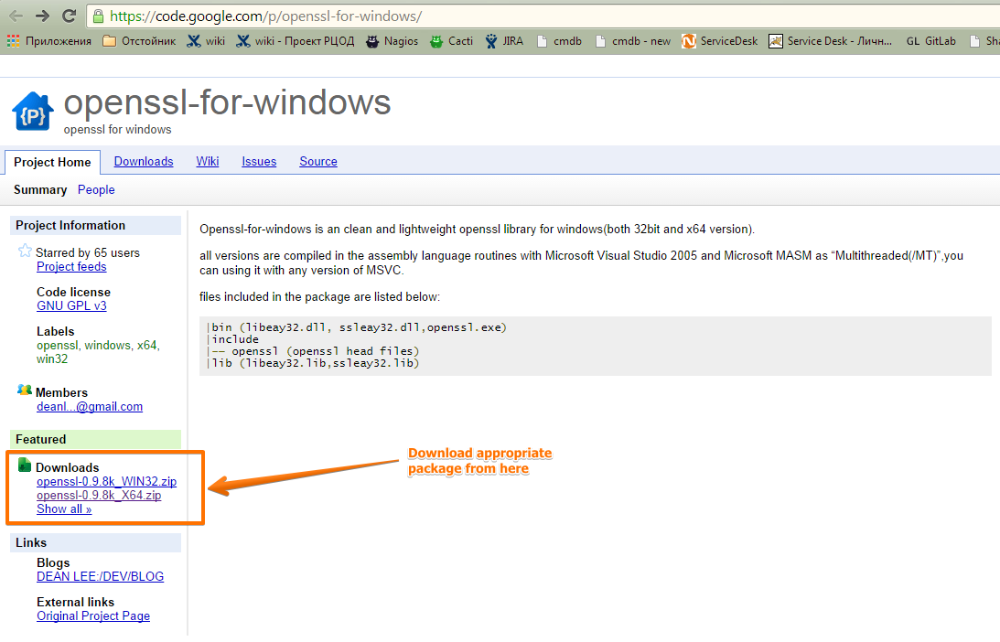 https://code.google.com/p/openssl-for-windows/
Приложения Отстойник wiki wiki - Проект РЦОД Nagios Cacti JIRA cmdb cmdb - new ServiceDesk Service Desk - Личн... GL GitLab Sha
{P} openssl-for-windows
openssl for windows
Project Home Downloads Wiki Issues Source
Summary People
Project Information
Starred by 65 users
Project feeds
Code license
GNU GPL v3
Labels
openssl, windows, x64,
win32
Members
deanl...@gmail.com
Featured
Downloads
openssl-0.9.8k_WIN32.zip
openssl-0.9.8k_X64.zip
Show all »
Links
Blogs
DEAN LEE:/DEV/BLOG
External links
Original Project Page
Openssl-for-windows is an clean and lightweight openssl library for windows(both 32bit and x64 version).
all versions are compiled in the assembly language routines with Microsoft Visual Studio 2005 and Microsoft MASM as “Multithreaded(/MT)”,you
can using it with any version of MSVC.
files included in the package are listed below:
|bin (libeay32.dll, ssleay32.dll,openssl.exe)
|include
|-- openssl (openssl head files)
|lib (libeay32.lib,ssleay32.lib)
Download appropriate
package from here